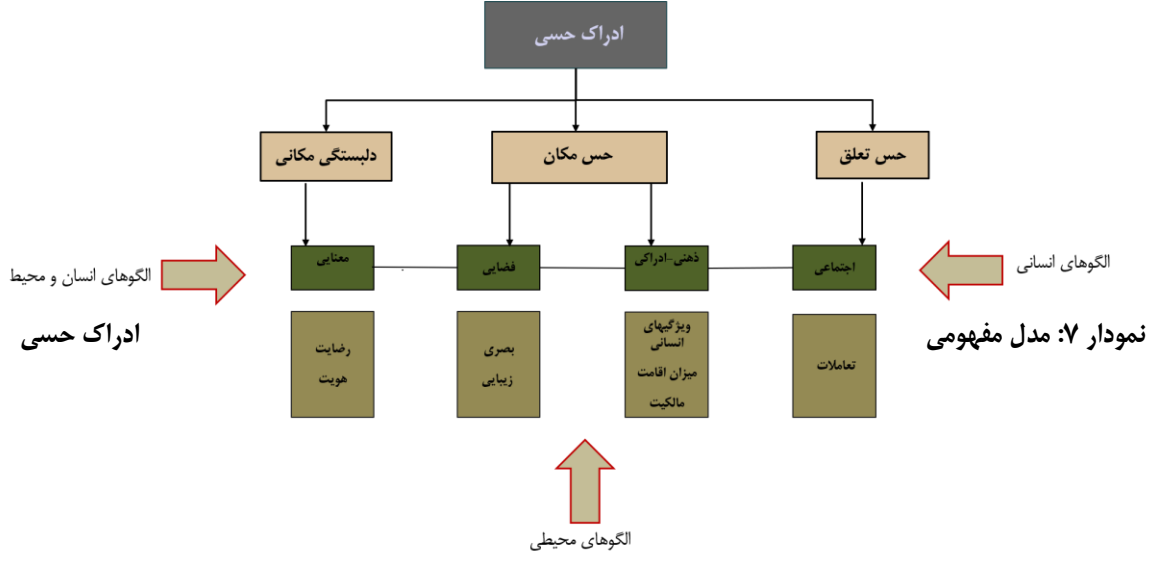 ادراک حسی
حس تعلق
حس مکان
دلبستگی مکانی
اجتماعی
ذهنی-ادراکی
فضایی
معنایی
الگوهای انسانی
الگوهای انسان و محیط
نمودار ۷: مدل مفهومی
ادراک حسی
تعاملات
ویژگیهای
انسانی
میزان اقامت
مالکیت
بصری
زیبایی
رضایت
هویت
الگوهای محیطی